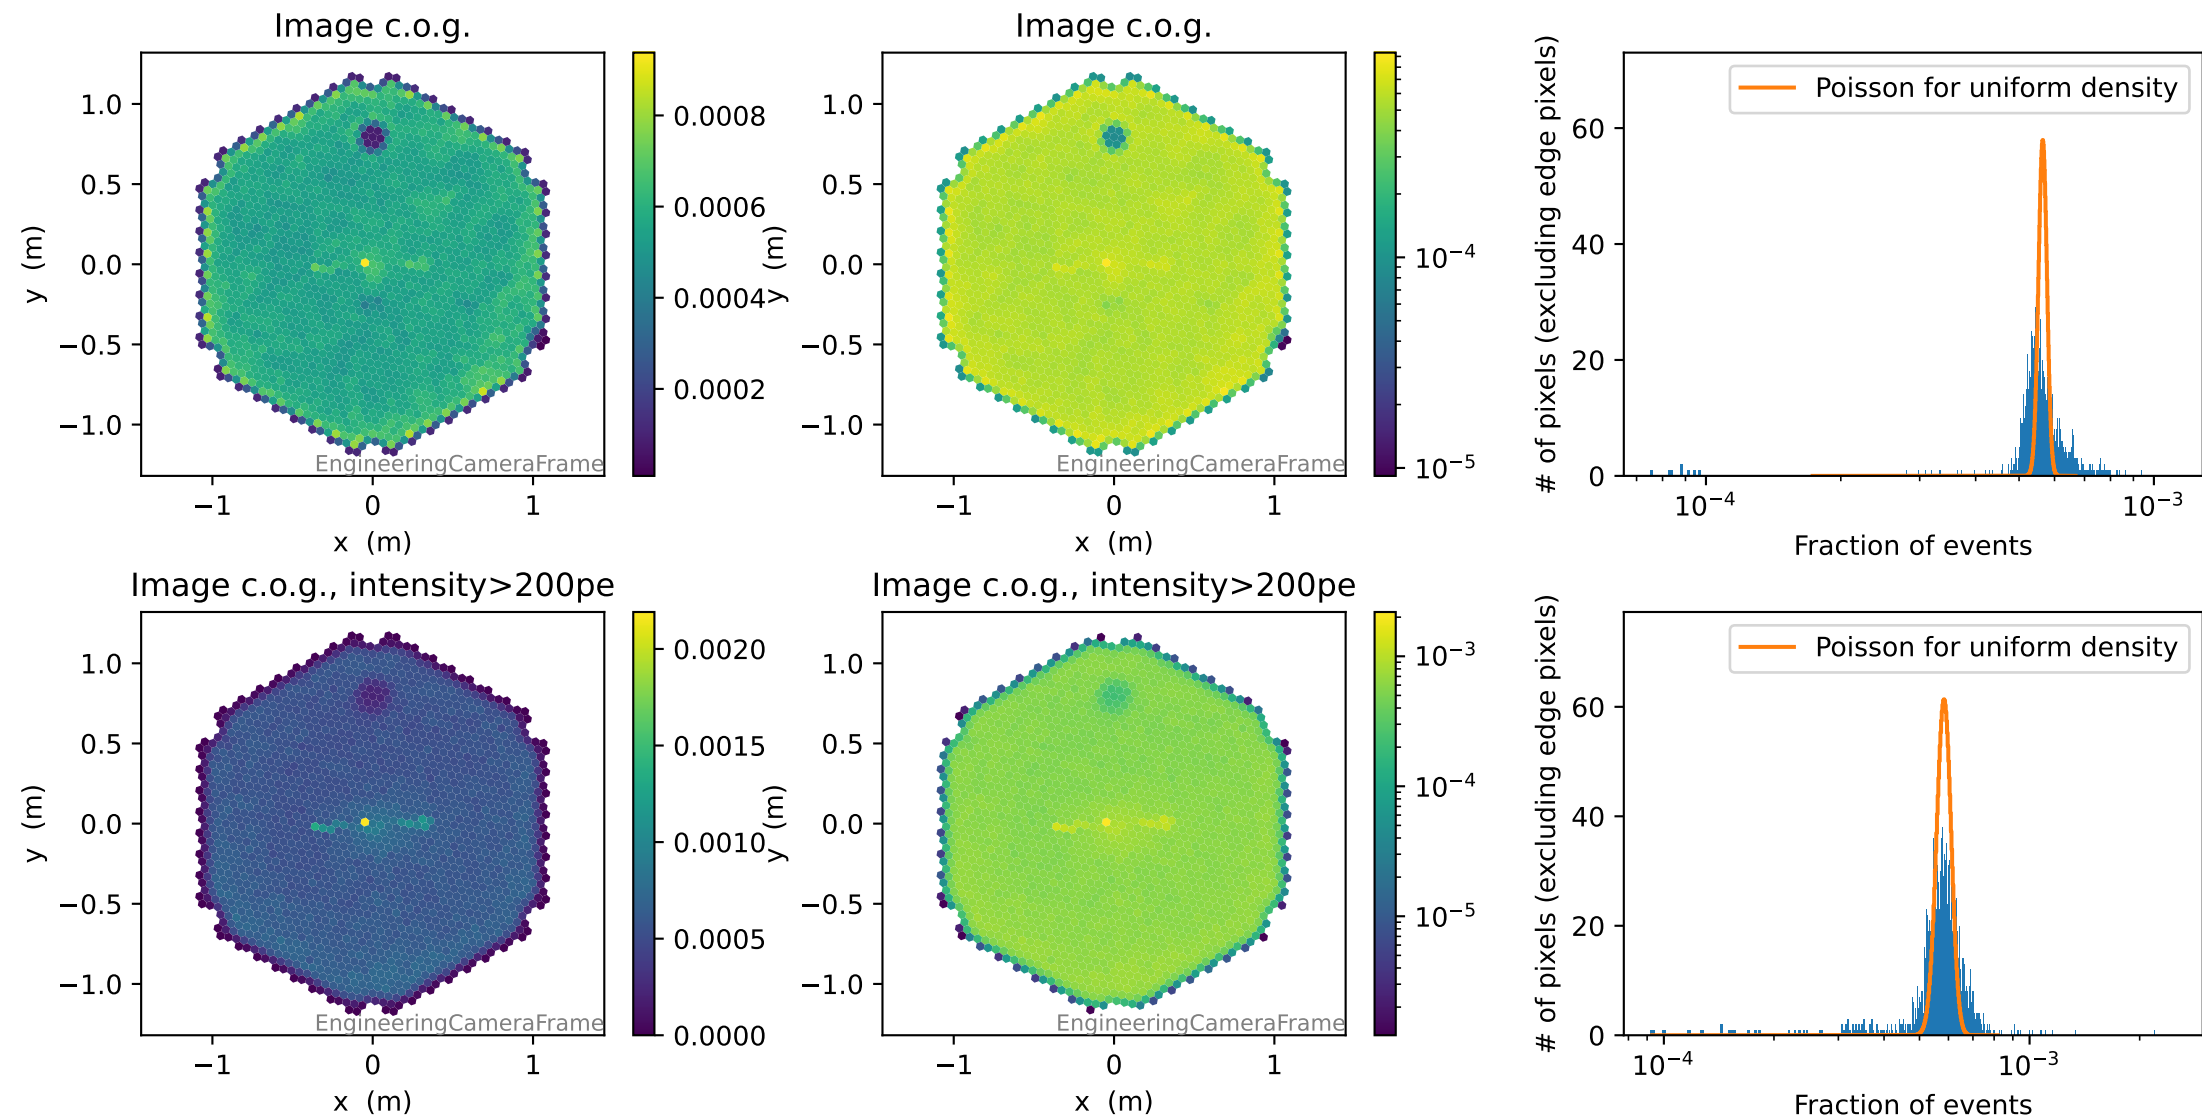 Image c.o.g.
1.0
0.5
0.0
−0.5
−1.0
y (m)
−1 0 1
x (m)
EngineeringCameraFrame
0.0008
0.0006
0.0004
0.0002
Image c.o.g.
1.0
0.5
0.0
−0.5
−1.0
y (m)
−1 0 1
x (m)
EngineeringCameraFrame
10⁻⁴
10⁻⁵
Poisson for uniform density
# of pixels (excluding edge pixels)
60
40
20
0
10⁻⁴ 10⁻³
Fraction of events
Image c.o.g., intensity>200pe
1.0
0.5
0.0
−0.5
−1.0
y (m)
−1 0 1
x (m)
EngineeringCameraFrame
0.0020
0.0015
0.0010
0.0005
0.0000
Image c.o.g., intensity>200pe
1.0
0.5
0.0
−0.5
−1.0
y (m)
−1 0 1
x (m)
EngineeringCameraFrame
10⁻³
10⁻⁴
10⁻⁵
Poisson for uniform density
# of pixels (excluding edge pixels)
60
40
20
0
10⁻⁴ 10⁻³
Fraction of events